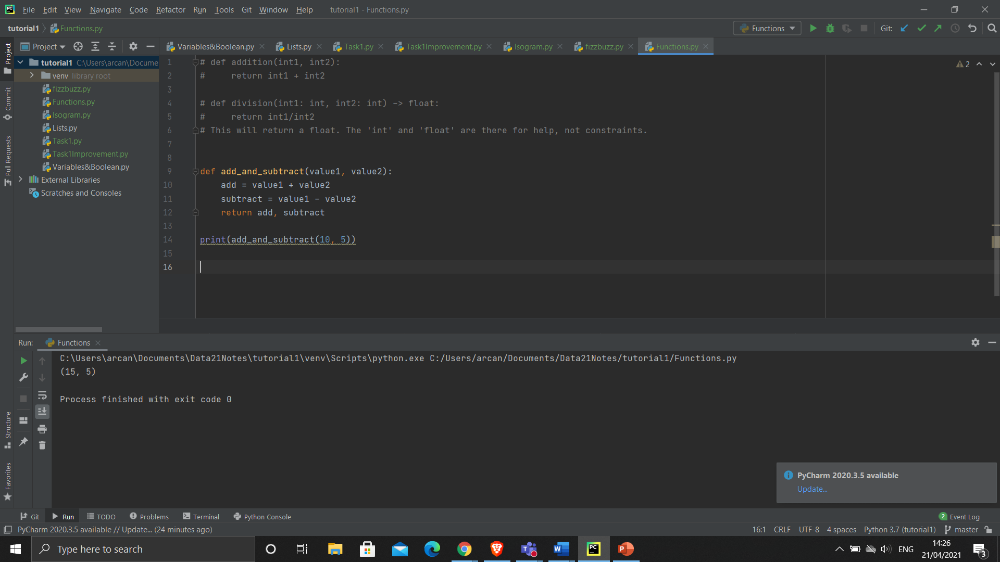 File Edit View Navigate Code Refactor Run Tools Git Window Help tutorial1 - Functions.py
tutorial1 Functions.py Functions Git:
Project Variables&Boolean.py Lists.py Task1.py Task1Improvement.py Isogram.py fizzbuzz.py Functions.py
Project
Commit
Pull Requests
Structure
Favorites
tutorial1 C:\Users\arcan\Docume
venv library root
fizzbuzz.py
Functions.py
Isogram.py
Lists.py
Task1.py
Task1Improvement.py
Variables&Boolean.py
External Libraries
Scratches and Consoles
2
1 # def addition(int1, int2):
2 #     return int1 + int2
3
4 # def division(int1: int, int2: int) -> float:
5 #     return int1/int2
6 # This will return a float. The 'int' and 'float' are there for help, not constraints.
7
8
9 def add_and_subtract(value1, value2):
10     add = value1 + value2
11     subtract = value1 - value2
12     return add, subtract
13
14 print(add_and_subtract(10, 5))
15
16
Run: Functions
C:\Users\arcan\Documents\Data21Notes\tutorial1\venv\Scripts\python.exe C:/Users/arcan/Documents/Data21Notes/tutorial1/Functions.py
(15, 5)
Process finished with exit code 0
PyCharm 2020.3.5 available
Update...
Git Run TODO Problems Terminal Python Console 2 Event Log
PyCharm 2020.3.5 available // Update... (24 minutes ago) 16:1 CRLF UTF-8 4 spaces Python 3.7 (tutorial1) master
Type here to search
ENG
14:26
21/04/2021
3